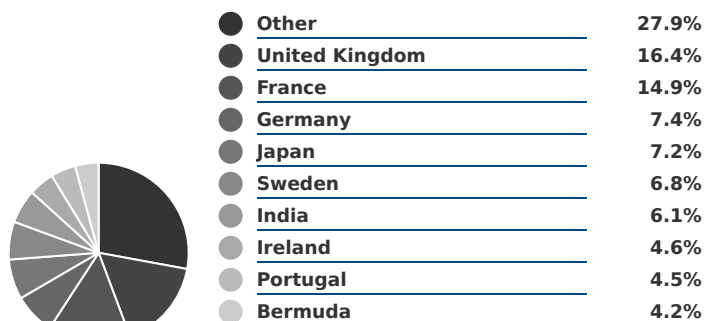 Other 27.9%
United Kingdom 16.4%
France 14.9%
Germany 7.4%
Japan 7.2%
Sweden 6.8%
India 6.1%
Ireland 4.6%
Portugal 4.5%
Bermuda 4.2%